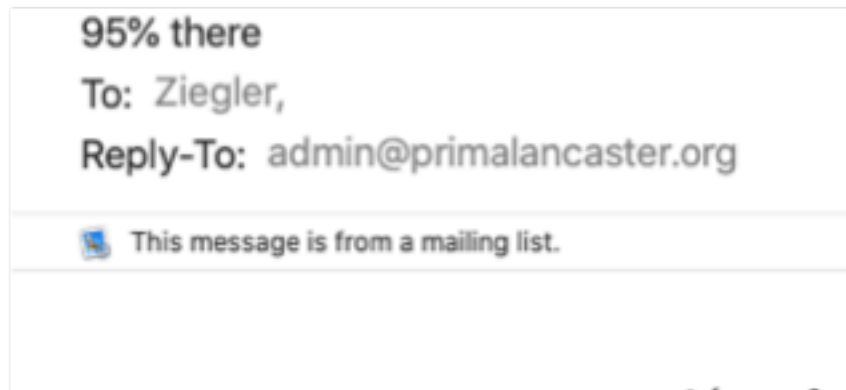 95% there
To: Ziegler,
Reply-To: admin@primalancaster.org
This message is from a mailing list.